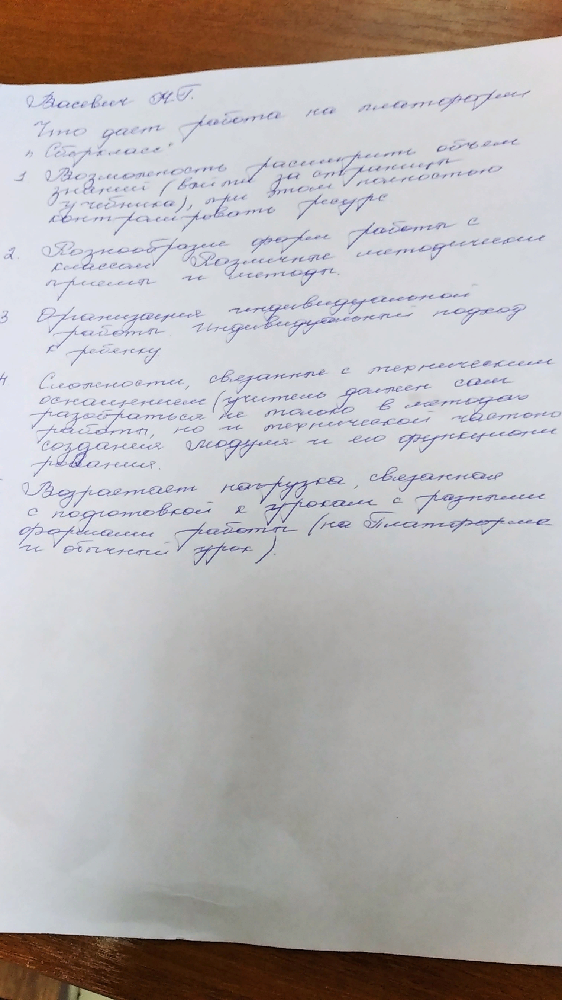 Васевич Н.Г.
Что дает работа на платформе
"Сберкласс"
1 Возможность расширить объем
знаний (выйти за страницы
учебника), при этом полностью
контролировать ресурс
2. Разнообразие форм работы с
классом Различные методические
приемы и методы.
3 Организация индивидуальной
работы. Индивидуальный подход
к ребенку.
4. Сложности, связанные с техническим
оснащением (учитель должен сам
разобраться не только в методах
работы, но и технической частью
создания модуля и его функциони
рования.
Возрастает нагрузка, связанная
с подготовкой к урокам с разными
формами работы (на Платформе
и обычный урок).